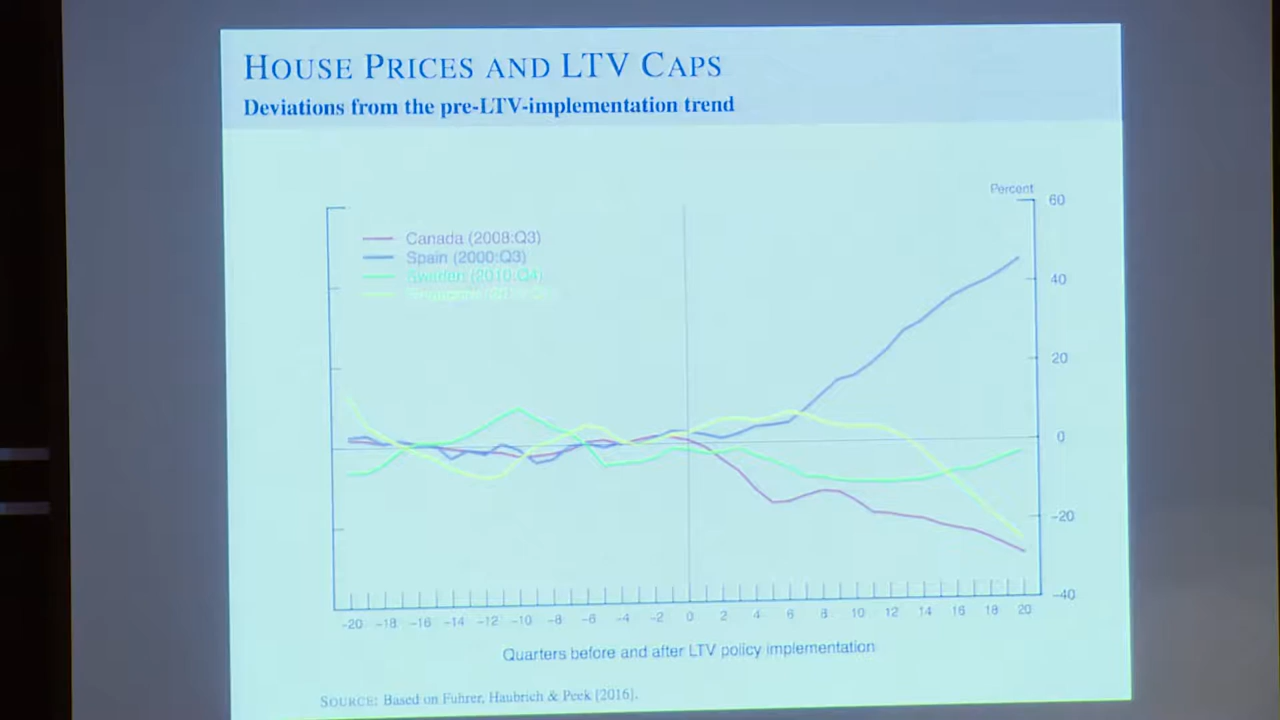 HOUSE PRICES AND LTV CAPS
Deviations from the pre-LTV-implementation trend
Percent
60
40
20
0
-20
-40
Canada (2008:Q3)
Spain (2000:Q3)
Sweden (2010:Q4)
-20 -18 -16 -14 -12 -10 -8 -6 -4 -2 0 2 4 6 8 10 12 14 16 18 20
Quarters before and after LTV policy implementation
SOURCE: Based on Fuhrer, Haubrich & Peek [2016].